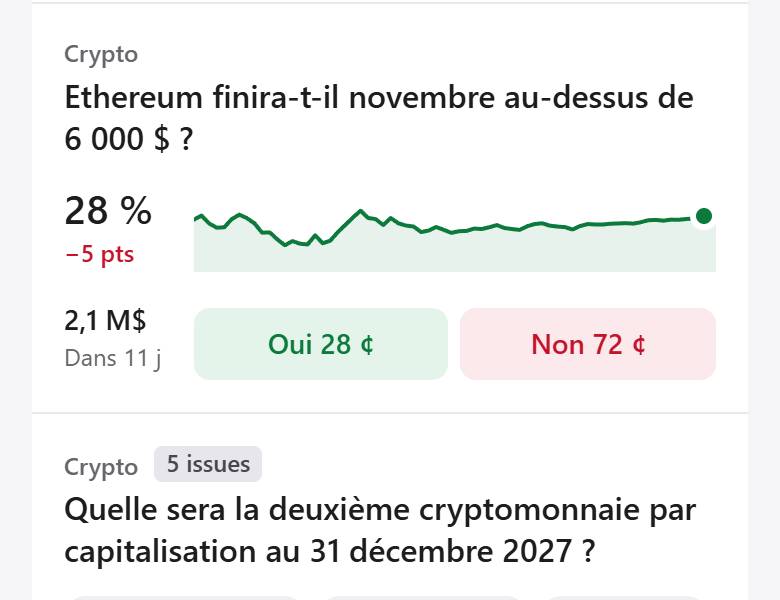 Crypto
Ethereum finira-t-il novembre au-dessus de
6 000 $ ?
28 %
−5 pts
2,1 M$
Dans 11 j
Oui 28 ¢
Non 72 ¢
Crypto
5 issues
Quelle sera la deuxième cryptomonnaie par
capitalisation au 31 décembre 2027 ?